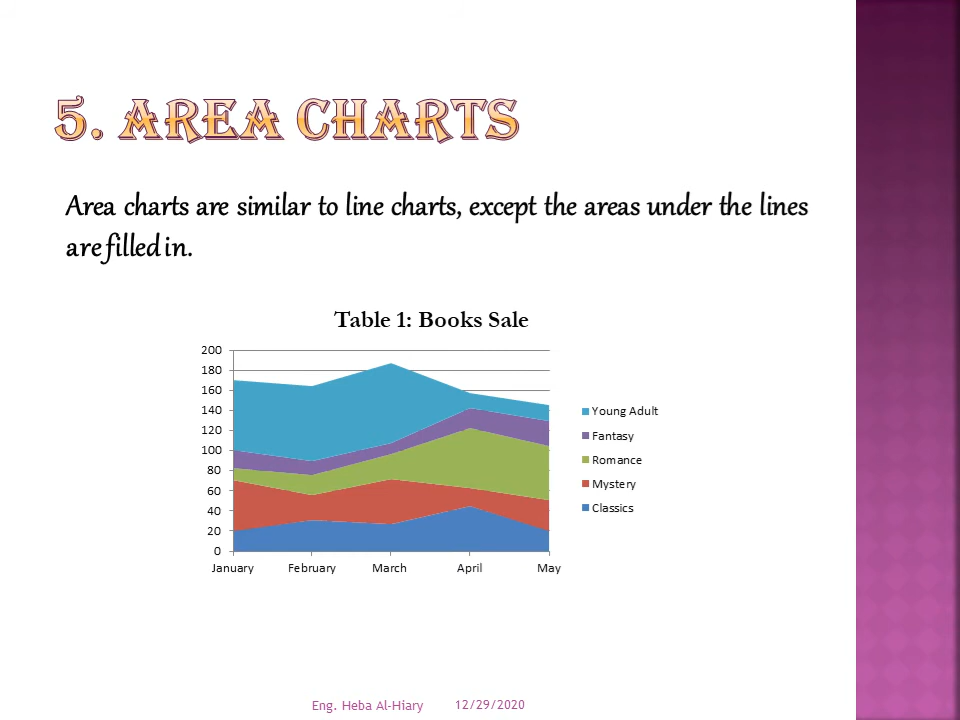 5. AREA CHARTS
Area charts are similar to line charts, except the areas under the lines
are filled in.
Table 1: Books Sale
200
180
160
140
120
100
80
60
40
20
0
January February March April May
Young Adult
Fantasy
Romance
Mystery
Classics
Eng. Heba Al-Hiary 12/29/2020